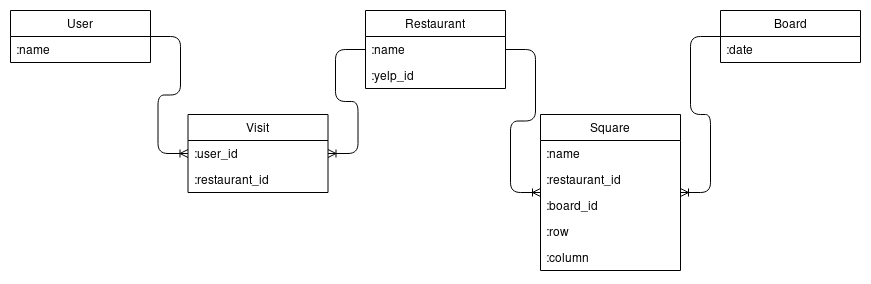 User
:name
Restaurant
:name
:yelp_id
Board
:date
Visit
:user_id
:restaurant_id
Square
:name
:restaurant_id
:board_id
:row
:column